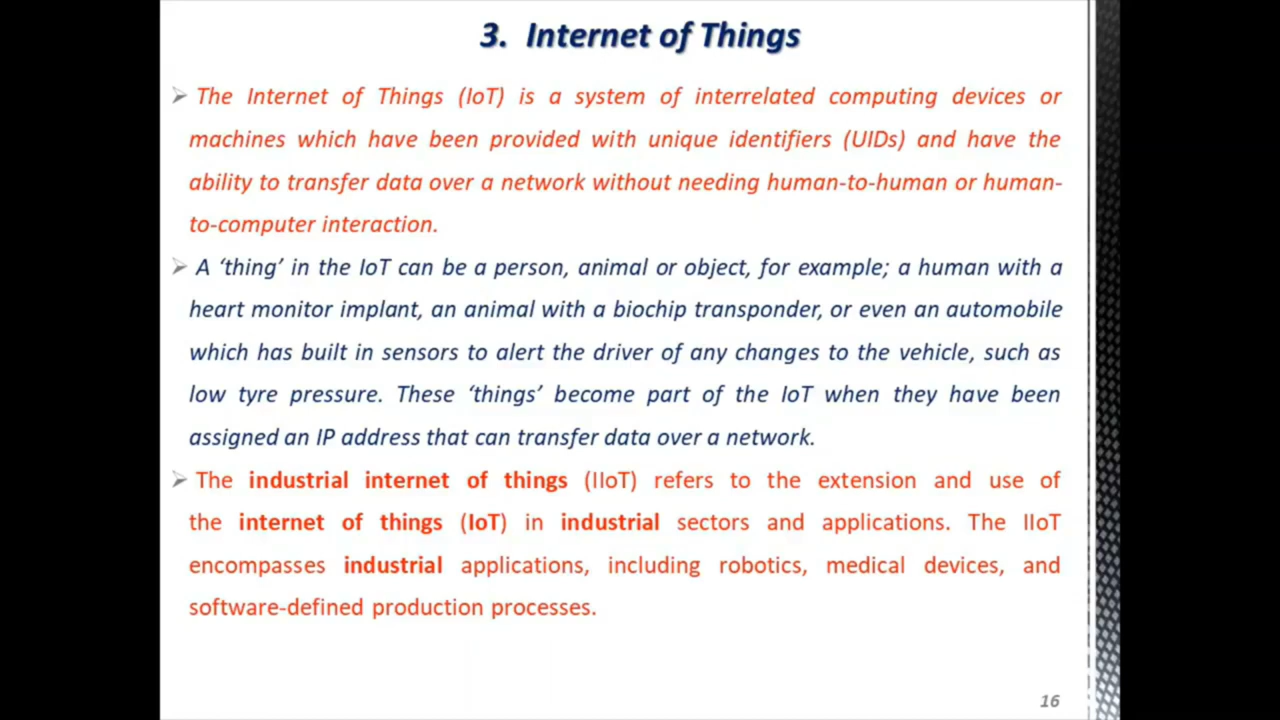 3. Internet of Things
➢ The Internet of Things (IoT) is a system of interrelated computing devices or
machines which have been provided with unique identifiers (UIDs) and have the
ability to transfer data over a network without needing human-to-human or human-
to-computer interaction.
➢ A ‘thing’ in the IoT can be a person, animal or object, for example; a human with a
heart monitor implant, an animal with a biochip transponder, or even an automobile
which has built in sensors to alert the driver of any changes to the vehicle, such as
low tyre pressure. These ‘things’ become part of the IoT when they have been
assigned an IP address that can transfer data over a network.
➢ The industrial internet of things (IIoT) refers to the extension and use of
the internet of things (IoT) in industrial sectors and applications. The IIoT
encompasses industrial applications, including robotics, medical devices, and
software-defined production processes.
16